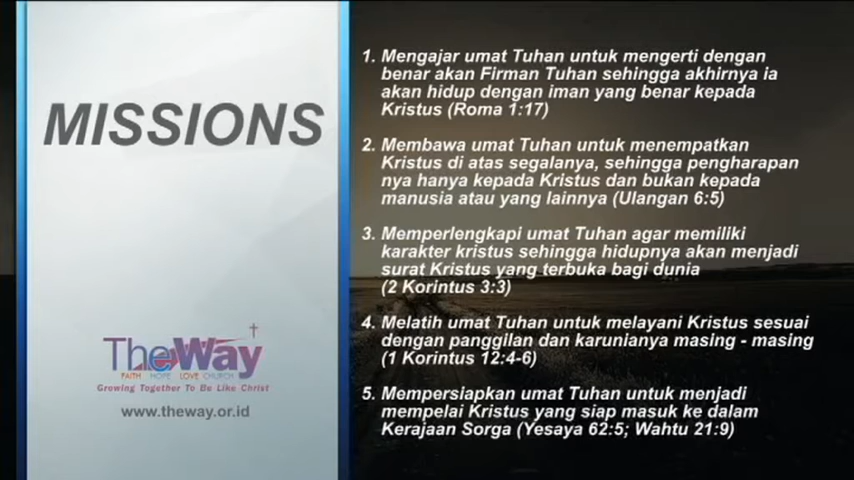 MISSIONS
TheWay
FAITH HOPE LOVE CHURCH
Growing Together To Be Like Christ
www.theway.or.id
1. Mengajar umat Tuhan untuk mengerti dengan
benar akan Firman Tuhan sehingga akhirnya ia
akan hidup dengan iman yang benar kepada
Kristus (Roma 1:17)
2. Membawa umat Tuhan untuk menempatkan
Kristus di atas segalanya, sehingga pengharapan
nya hanya kepada Kristus dan bukan kepada
manusia atau yang lainnya (Ulangan 6:5)
3. Memperlengkapi umat Tuhan agar memiliki
karakter kristus sehingga hidupnya akan menjadi
surat Kristus yang terbuka bagi dunia
(2 Korintus 3:3)
4. Melatih umat Tuhan untuk melayani Kristus sesuai
dengan panggilan dan karunianya masing - masing
(1 Korintus 12:4-6)
5. Mempersiapkan umat Tuhan untuk menjadi
mempelai Kristus yang siap masuk ke dalam
Kerajaan Sorga (Yesaya 62:5; Wahtu 21:9)